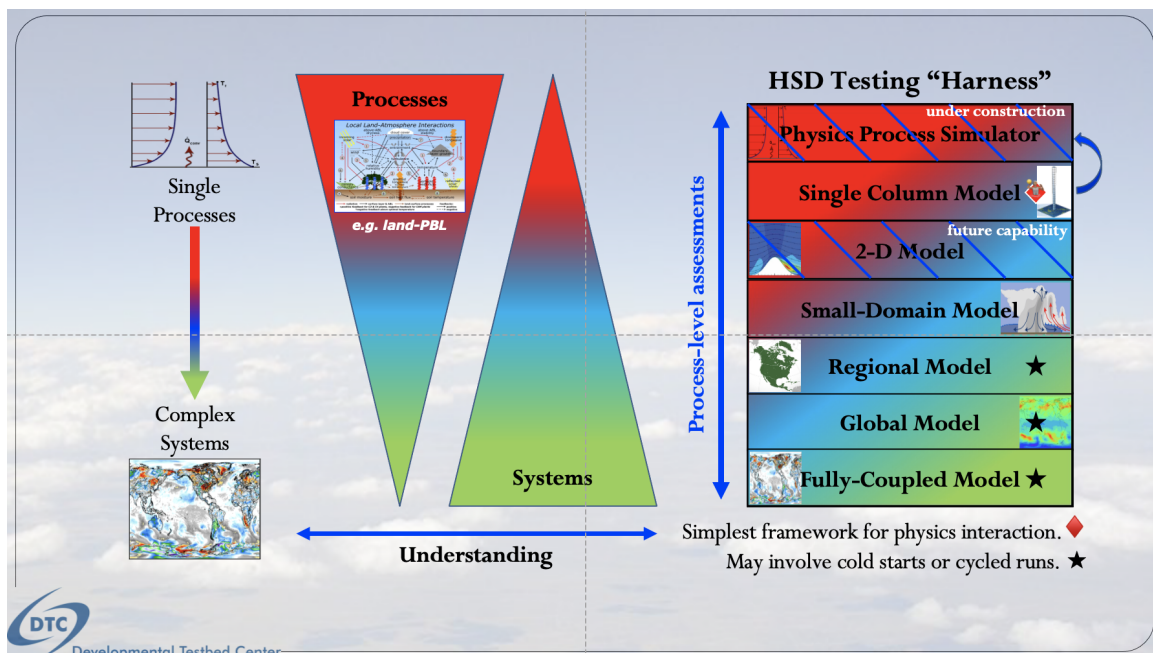 HSD Testing “Harness”
Single
Processes
Complex
Systems
Processes
Local Land-Atmosphere Interactions
e.g. land-PBL
Systems
Understanding
Process-level assessments
under construction
Physics Process Simulator
Single Column Model
future capability
2-D Model
Small-Domain Model
Regional Model
Global Model
Fully-Coupled Model
Simplest framework for physics interaction.
May involve cold starts or cycled runs.
DTC
Developmental Testbed Center